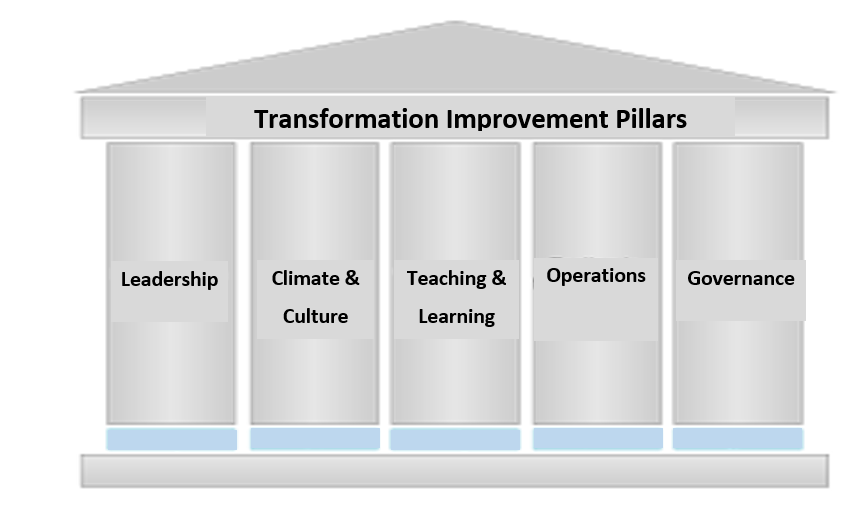 Transformation Improvement Pillars
Leadership
Climate &
Culture
Teaching &
Learning
Operations
Governance